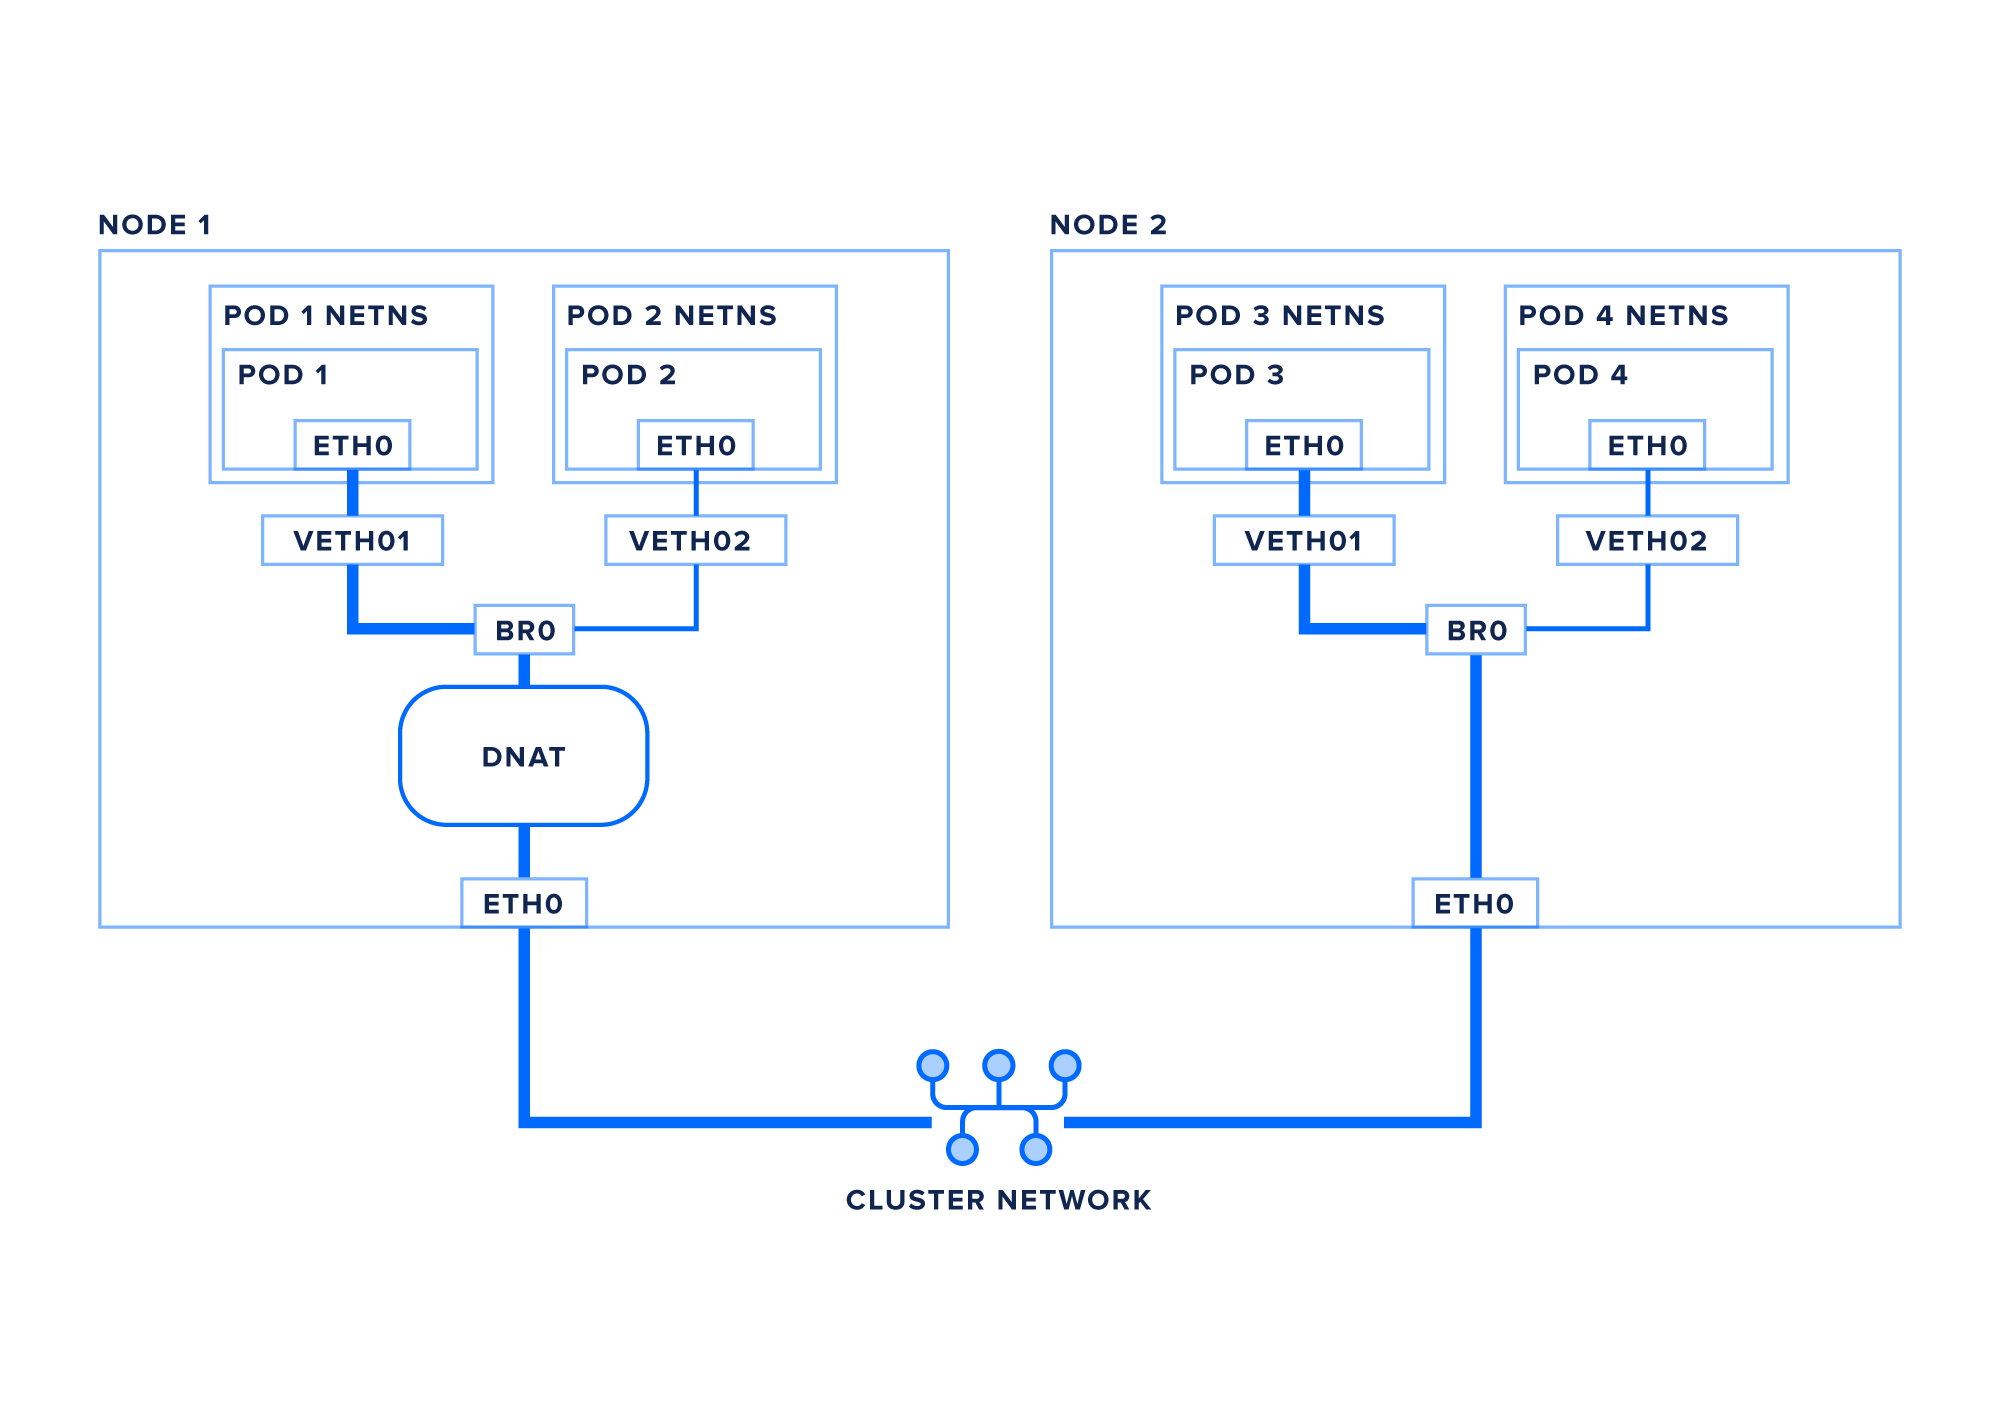 NODE 1
POD 1 NETNS
POD 1
ETH0
VETH01
POD 2 NETNS
POD 2
ETH0
VETH02
BR0
DNAT
ETH0
NODE 2
POD 3 NETNS
POD 3
ETH0
VETH01
POD 4 NETNS
POD 4
ETH0
VETH02
BR0
ETH0
CLUSTER NETWORK